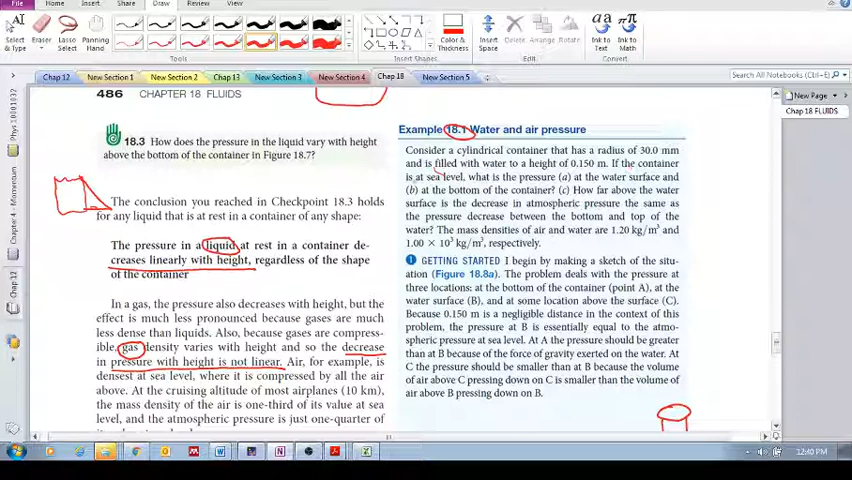 File Home Insert Share Draw History Review View
Select & Type
Eraser
Lasso Select
Panning Hand
Color & Thickness
Insert Space
Delete
Arrange
Rotate
Ink to Text
Ink to Math
Tools
Insert Shapes
Edit
Convert
Chap 12 New Section 1 New Section 2 Chap 13 New Section 3 New Section 4 Chap 18 New Section 5
Search All Notebooks (Ctrl+E)
New Page
Chap 18 FLUIDS
Phys 1001/1032
Chapter 4 - Momentum
Chap 12
486 CHAPTER 18 FLUIDS
18.3 How does the pressure in the liquid vary with height
above the bottom of the container in Figure 18.7?
The conclusion you reached in Checkpoint 18.3 holds
for any liquid that is at rest in a container of any shape:
The pressure in a liquid at rest in a container de-
creases linearly with height, regardless of the shape
of the container
In a gas, the pressure also decreases with height, but the
effect is much less pronounced because gases are much
less dense than liquids. Also, because gases are compress-
ible, gas density varies with height and so the decrease
in pressure with height is not linear. Air, for example, is
densest at sea level, where it is compressed by all the air
above. At the cruising altitude of most airplanes (10 km),
the mass density of the air is one-third of its value at sea
level, and the atmospheric pressure is just one-quarter of
Example 18.1 Water and air pressure
Consider a cylindrical container that has a radius of 30.0 mm
and is filled with water to a height of 0.150 m. If the container
is at sea level, what is the pressure (a) at the water surface and
(b) at the bottom of the container? (c) How far above the water
surface is the decrease in atmospheric pressure the same as
the pressure decrease between the bottom and top of the
water? The mass densities of air and water are 1.20 kg/m³ and
1.00 × 10³ kg/m³, respectively.
1 GETTING STARTED I begin by making a sketch of the situ-
ation (Figure 18.8a). The problem deals with the pressure at
three locations: at the bottom of the container (point A), at the
water surface (B), and at some location above the surface (C).
Because 0.150 m is a negligible distance in the context of this
problem, the pressure at B is essentially equal to the atmo-
spheric pressure at sea level. At A the pressure should be greater
than at B because of the force of gravity exerted on the water. At
C the pressure should be smaller than at B because the volume
of air above C pressing down on C is smaller than the volume of
air above B pressing down on B.
12:40 PM